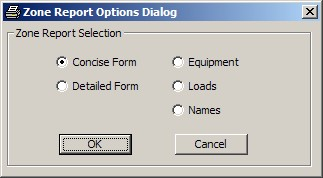 Zone Report Options Dialog
Zone Report Selection
Concise Form
Equipment
Detailed Form
Loads
Names
OK
Cancel